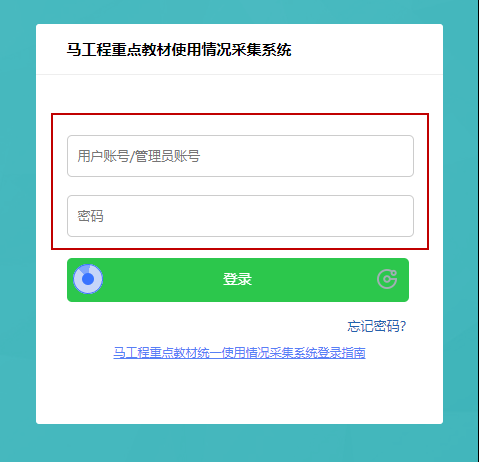 马工程重点教材使用情况采集系统
用户账号/管理员账号
密码
登录
忘记密码?
马工程重点教材统一使用情况采集系统登录指南